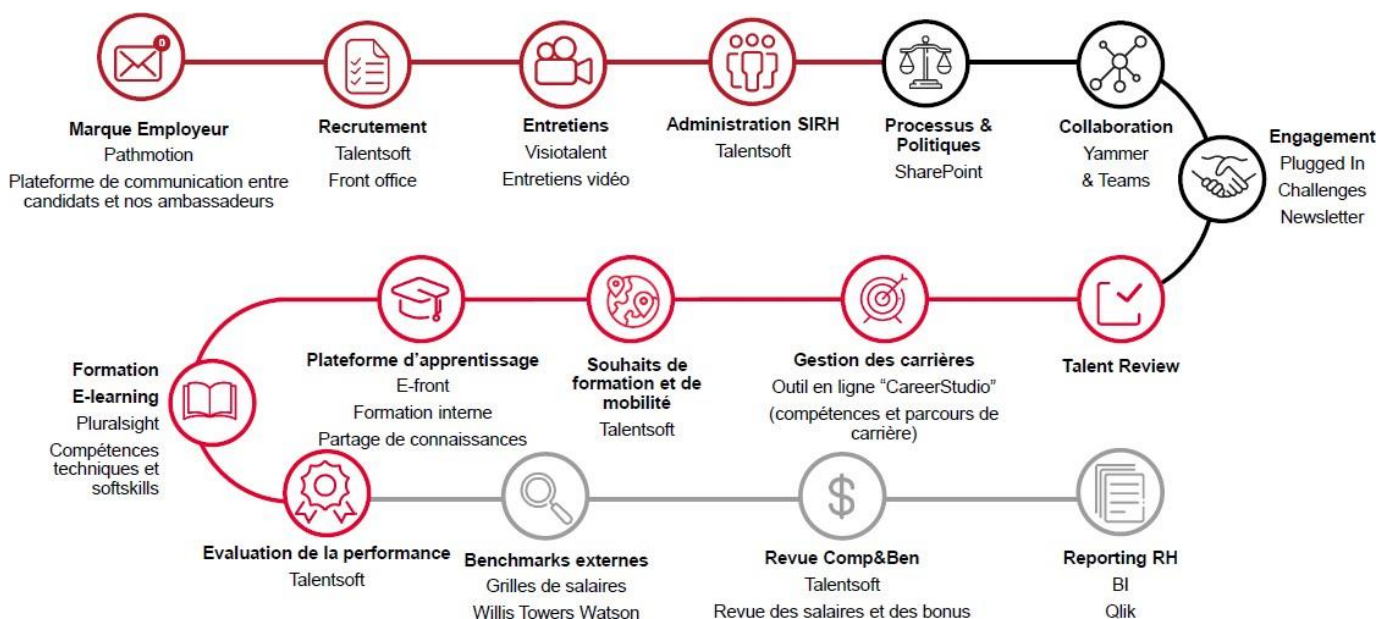 0
Marque Employeur
Pathmotion
Plateforme de communication entre
candidats et nos ambassadeurs
Recrutement
Talentsoft
Front office
Entretiens
Visiotalent
Entretiens vidéo
Administration SIRH
Talentsoft
Processus &
Politiques
SharePoint
Collaboration
Yammer
& Teams
Engagement
Plugged In
Challenges
Newsletter
Talent Review
Gestion des carrières
Outil en ligne “CareerStudio”
(compétences et parcours de
carrière)
Souhaits de
formation et de
mobilité
Talentsoft
Plateforme d’apprentissage
E-front
Formation interne
Partage de connaissances
Formation
E-learning
Pluralsight
Compétences
techniques et
softskills
Evaluation de la performance
Talentsoft
Benchmarks externes
Grilles de salaires
Willis Towers Watson
$
Revue Comp&Ben
Talentsoft
Revue des salaires et des bonus
Reporting RH
BI
Qlik